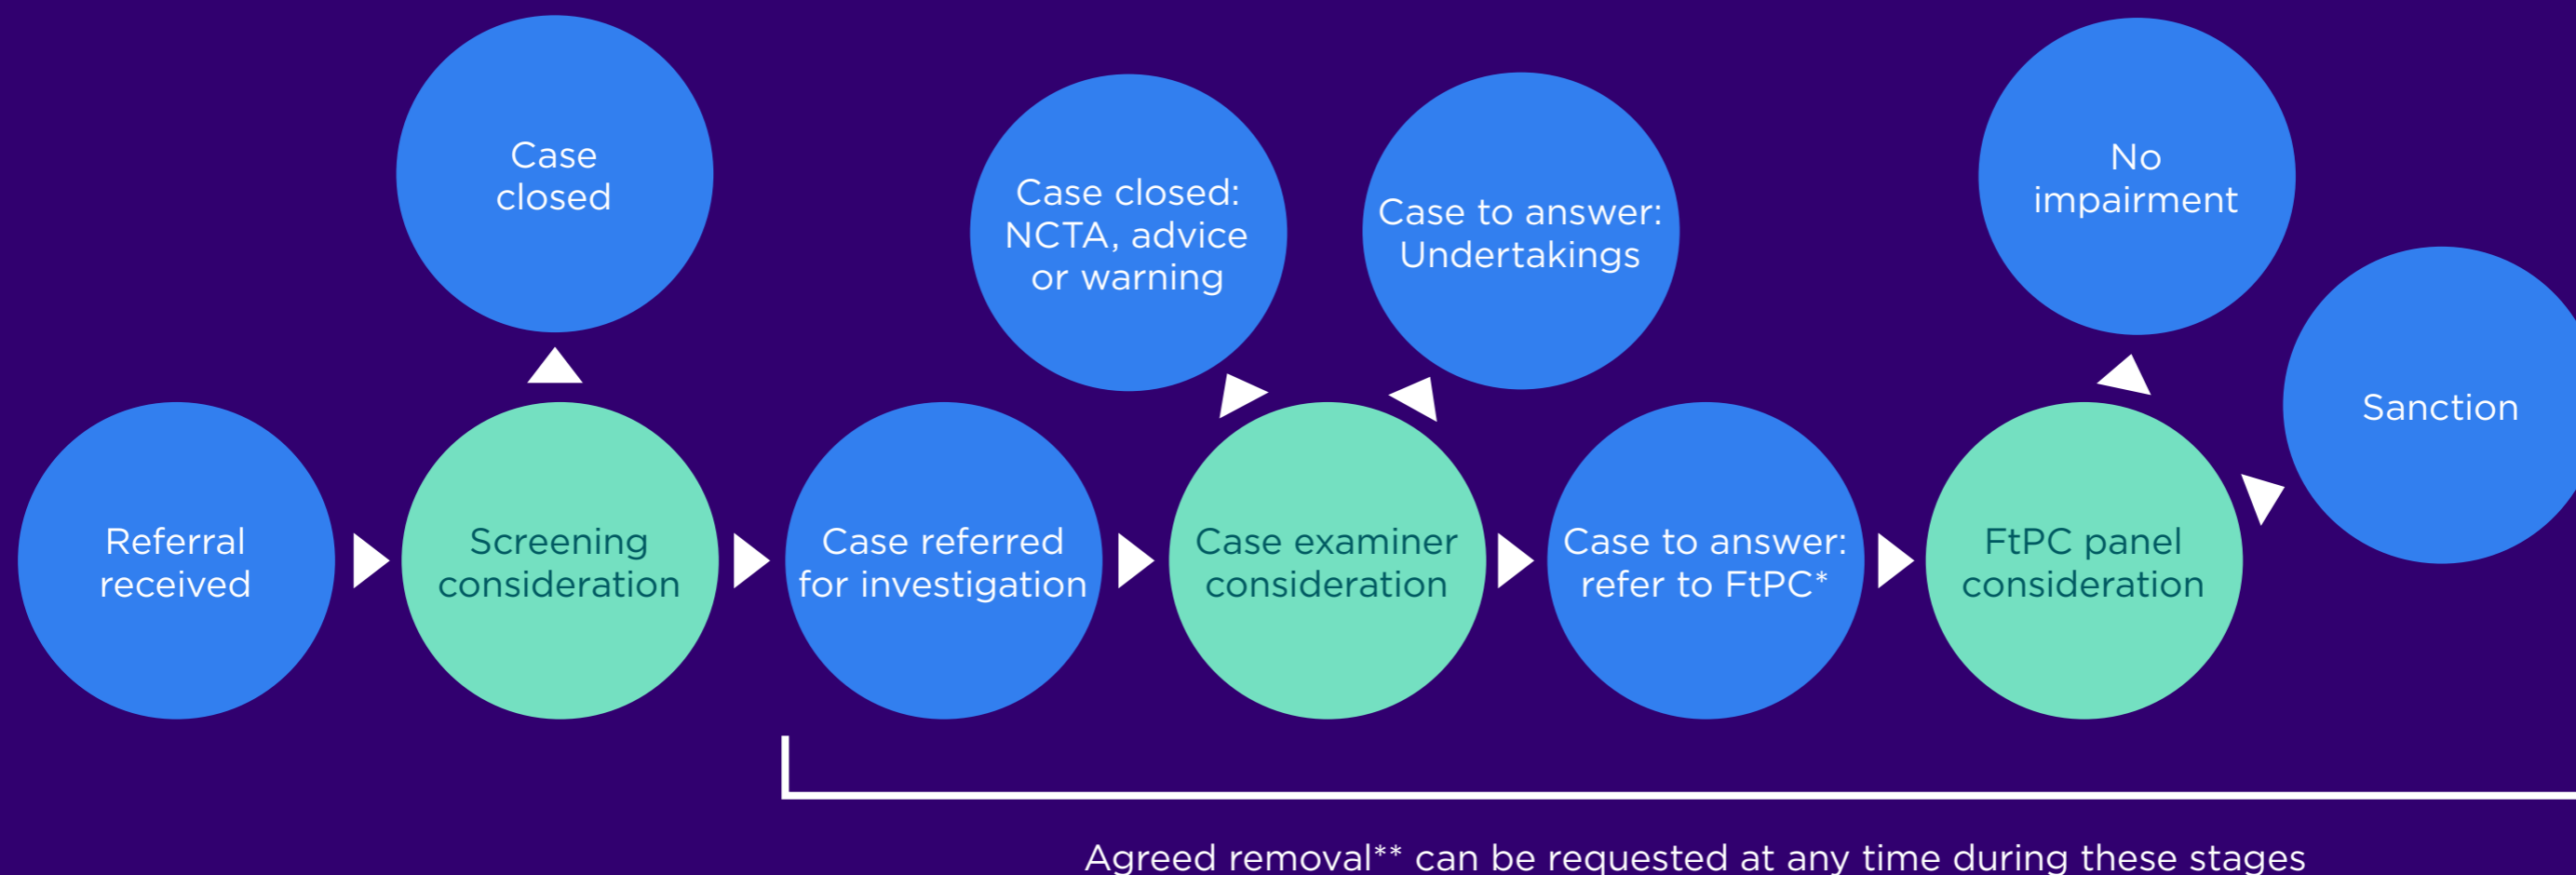 Case
closed
Case closed:
NCTA, advice
or warning
Case to answer:
Undertakings
No
impairment
Sanction
Referral
received
Screening
consideration
Case referred
for investigation
Case examiner
consideration
Case to answer:
refer to FtPC*
FtPC panel
consideration
Agreed removal** can be requested at any time during these stages